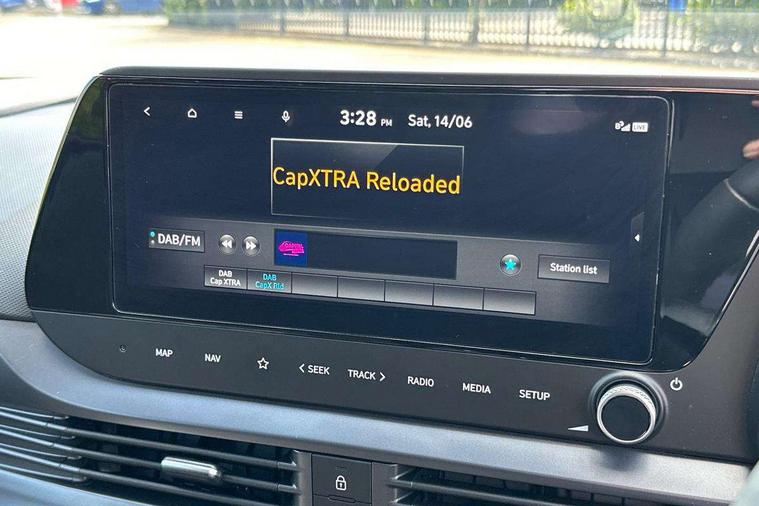 3:28 PM Sat, 14/06
LIVE
CapXTRA Reloaded
DAB/FM
CAPITAL
Station list
DAB
Cap XTRA
DAB
CapX Rld
MAP
NAV
< SEEK
TRACK >
RADIO
MEDIA
SETUP